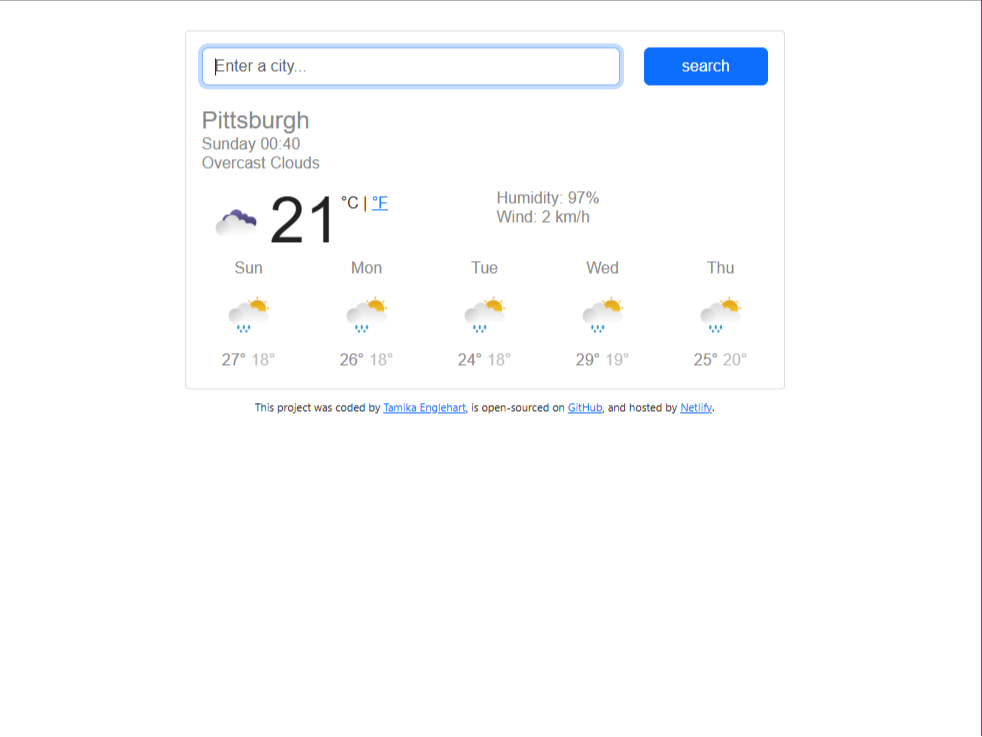 Enter a city...
search
Pittsburgh
Sunday 00:40
Overcast Clouds
21 °C | °F
Humidity: 97%
Wind: 2 km/h
Sun Mon Tue Wed Thu
27° 18° 26° 18° 24° 18° 29° 19° 25° 20°
This project was coded by Tamika Englehart, is open-sourced on GitHub, and hosted by Netlify.